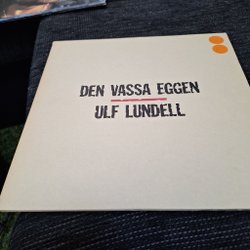 DEN VASSA EGGEN
ULF LUNDELL